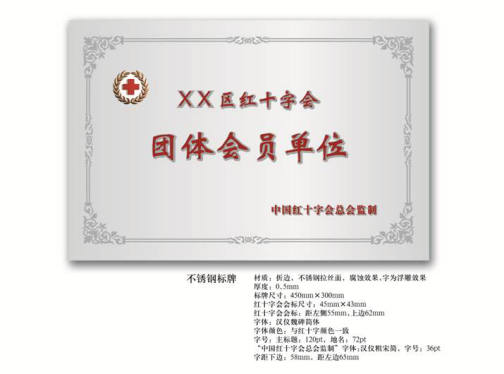 XX区红十字会
团体会员单位
中国红十字会总会监制
不锈钢标牌
材质：折边、不锈钢拉丝面，腐蚀效果，字为浮雕效果
厚度：0.5mm
标牌尺寸：450mm×300mm
红十字会会标尺寸：45mm×43mm
红十字会会标：距左侧55mm，上边62mm
字体：汉仪魏碑简体
字体颜色：与红十字颜色一致
字号：主标题：120pt，地名：72pt
“中国红十字会总会监制”字体：汉仪粗宋简，字号：36pt
字距下边：58mm，距左边65mm